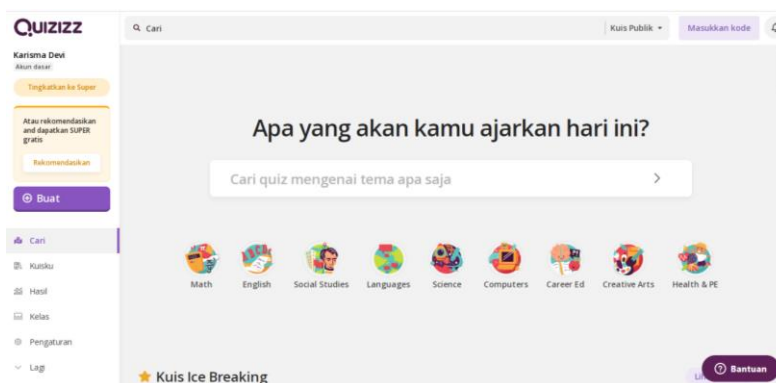 QUIZIZZ
Karisma Devi
Akun dasar
Tingkatkan ke Super
Atau rekomendasikan
and dapatkan SUPER
gratis
Rekomendasikan
Buat
Cari
Kuisku
Hasil
Kelas
Pengaturan
Lagi
Cari
Kuis Publik
Masukkan kode
Apa yang akan kamu ajarkan hari ini?
Cari quiz mengenai tema apa saja
Math
English
Social Studies
Languages
Science
Computers
Career Ed
Creative Arts
Health & PE
Kuis Ice Breaking
Bantuan